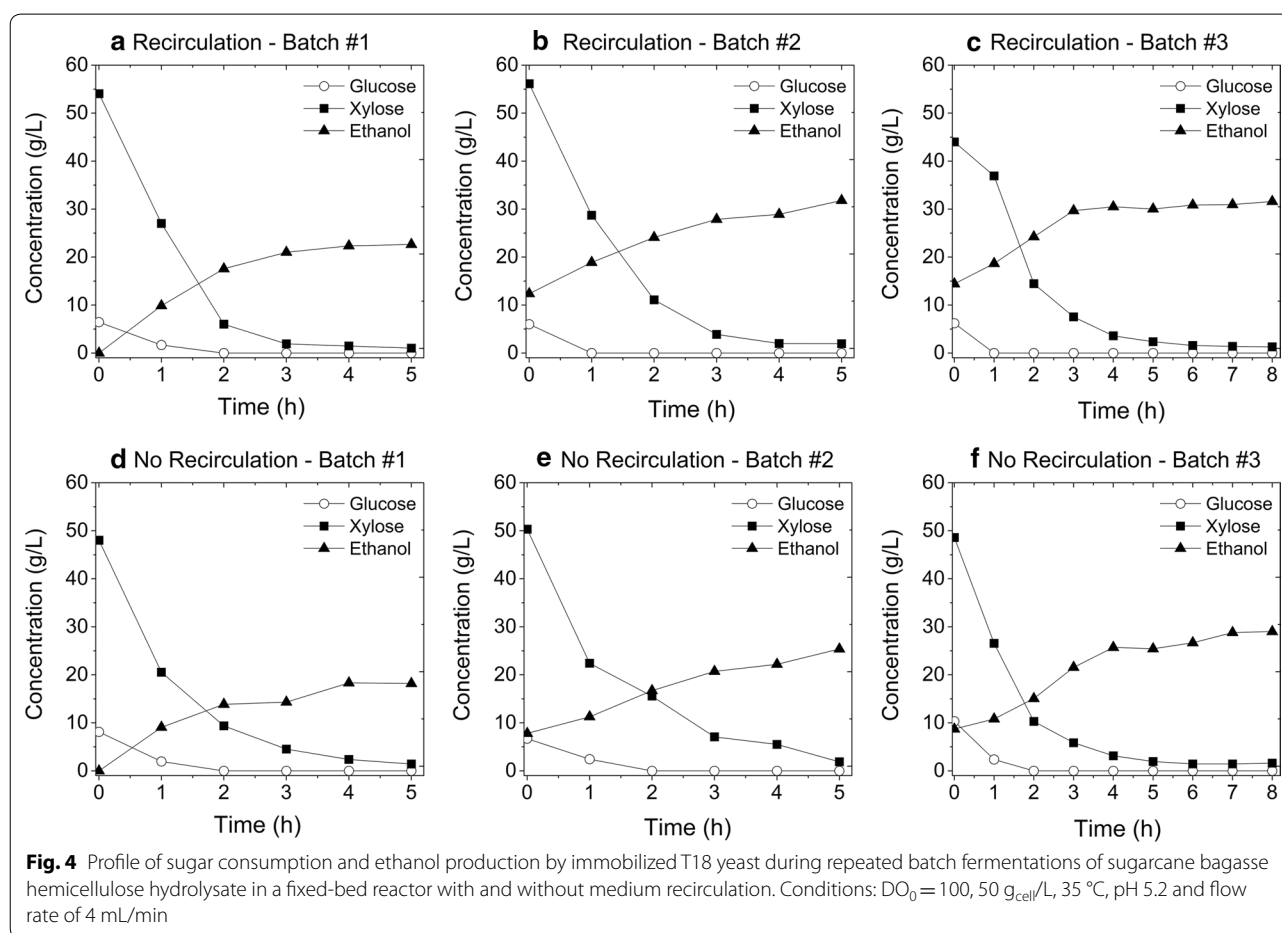 a Recirculation - Batch #1
60
50
40
30
20
10
0
Concentration (g/L)
Glucose
Xylose
Ethanol
0 1 2 3 4 5
Time (h)
b Recirculation - Batch #2
60
50
40
30
20
10
0
Concentration (g/L)
Glucose
Xylose
Ethanol
0 1 2 3 4 5
Time (h)
c Recirculation - Batch #3
60
50
40
30
20
10
0
Concentration (g/L)
Glucose
Xylose
Ethanol
0 1 2 3 4 5 6 7 8
Time (h)
d No Recirculation - Batch #1
60
50
40
30
20
10
0
Concentration (g/L)
Glucose
Xylose
Ethanol
0 1 2 3 4 5
Time (h)
e No Recirculation - Batch #2
60
50
40
30
20
10
0
Concentration (g/L)
Glucose
Xylose
Ethanol
0 1 2 3 4 5
Time (h)
f No Recirculation - Batch #3
60
50
40
30
20
10
0
Concentration (g/L)
Glucose
Xylose
Ethanol
0 1 2 3 4 5 6 7 8
Time (h)
Fig. 4 Profile of sugar consumption and ethanol production by immobilized T18 yeast during repeated batch fermentations of sugarcane bagasse
hemicellulose hydrolysate in a fixed-bed reactor with and without medium recirculation. Conditions: DO₀ = 100, 50 g_cell/L, 35 °C, pH 5.2 and flow
rate of 4 mL/min